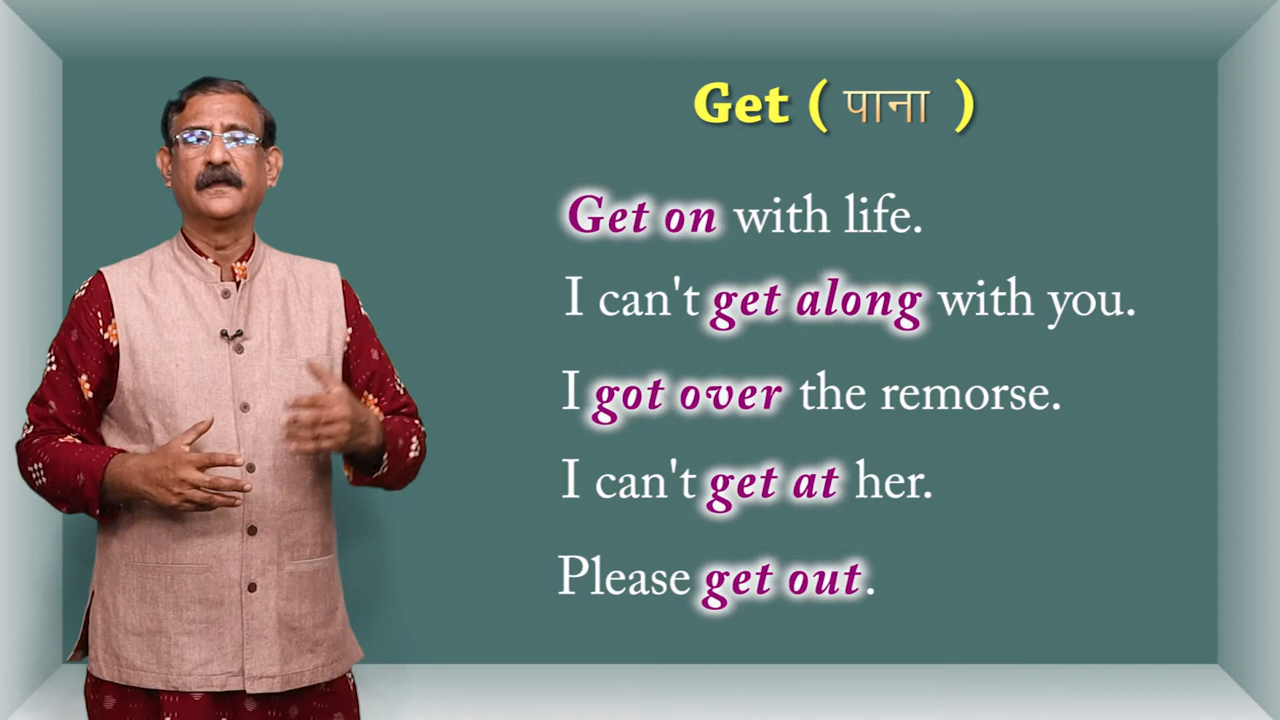 Get ( पाना )
Get on with life.
I can't get along with you.
I got over the remorse.
I can't get at her.
Please get out.